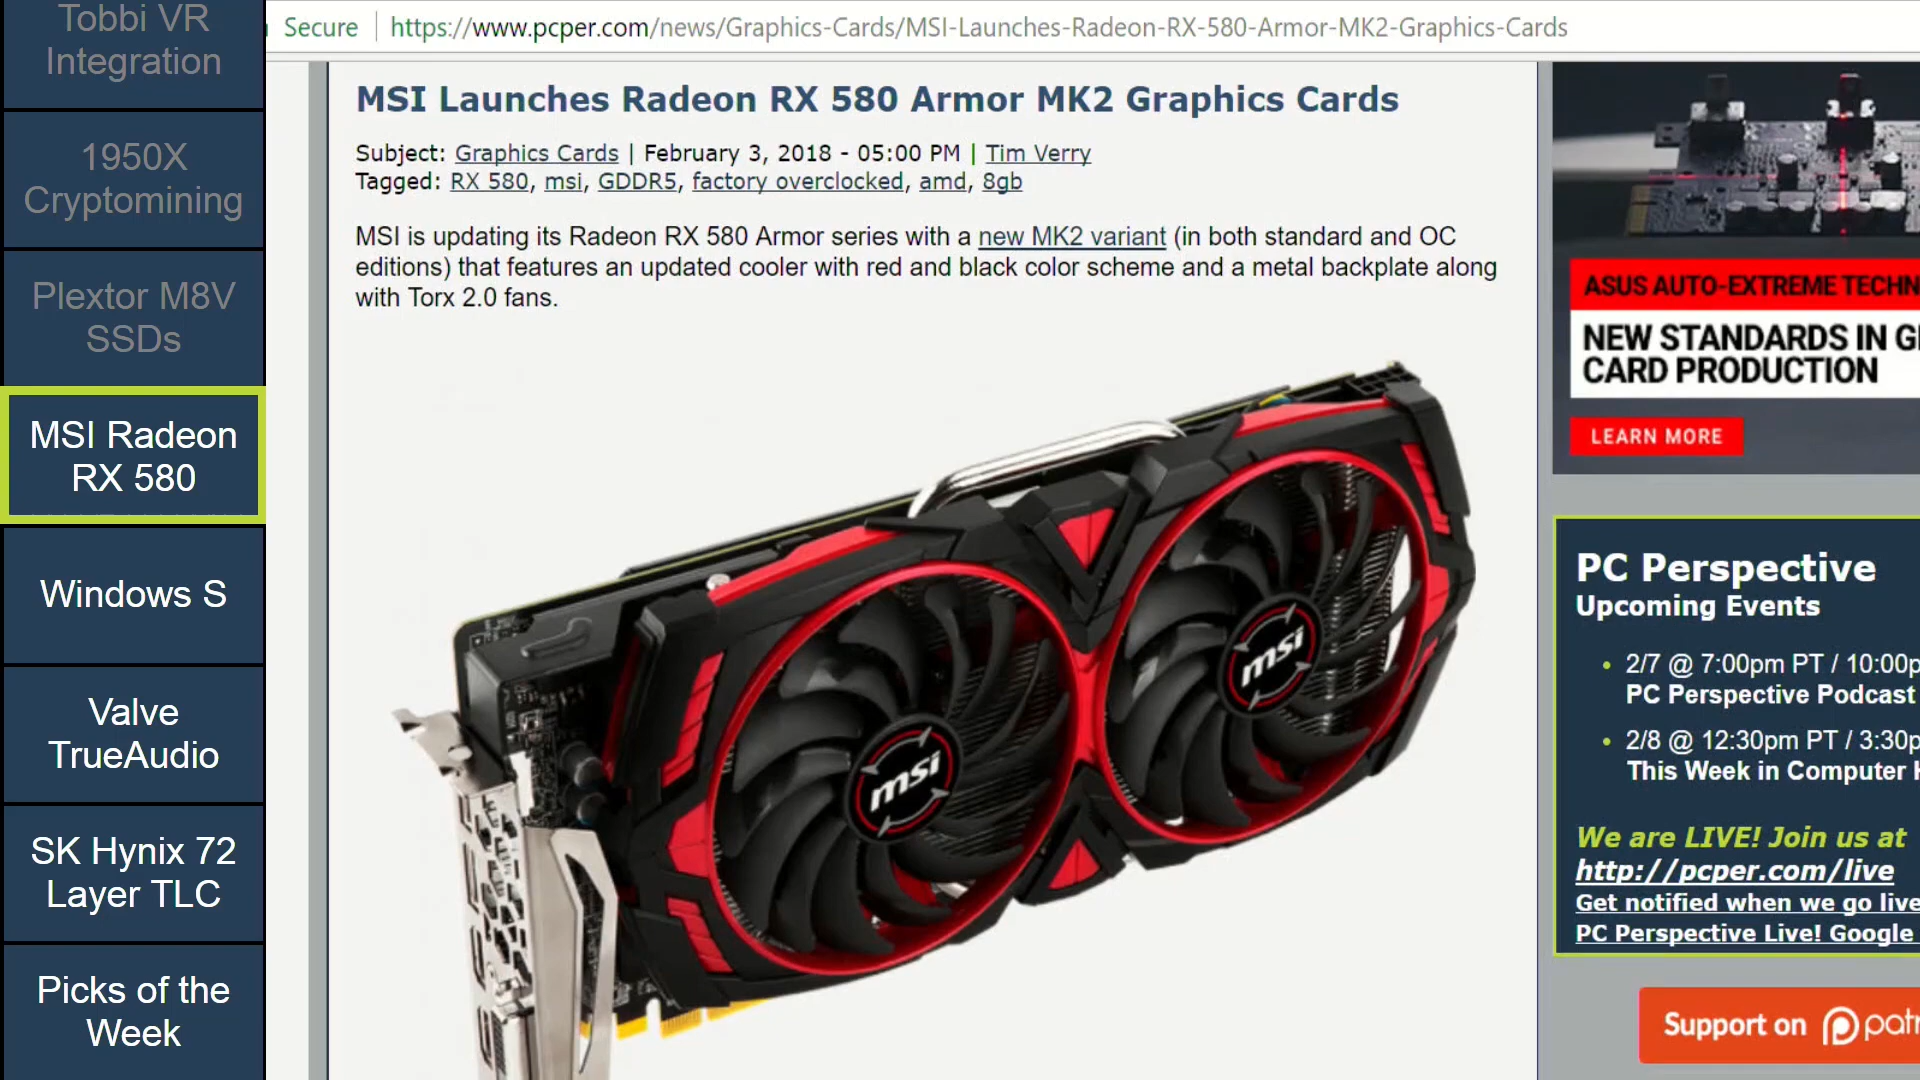 Tobbi VR
Integration
1950X
Cryptomining
Plextor M8V
SSDs
MSI Radeon
RX 580
Windows S
Valve
TrueAudio
SK Hynix 72
Layer TLC
Picks of the
Week
Secure | https://www.pcper.com/news/Graphics-Cards/MSI-Launches-Radeon-RX-580-Armor-MK2-Graphics-Cards
MSI Launches Radeon RX 580 Armor MK2 Graphics Cards
Subject: Graphics Cards | February 3, 2018 - 05:00 PM | Tim Verry
Tagged: RX 580, msi, GDDR5, factory overclocked, amd, 8gb
MSI is updating its Radeon RX 580 Armor series with a new MK2 variant (in both standard and OC
editions) that features an updated cooler with red and black color scheme and a metal backplate along
with Torx 2.0 fans.
msi
msi
ASUS AUTO-EXTREME TECHN
NEW STANDARDS IN G
CARD PRODUCTION
LEARN MORE
PC Perspective
Upcoming Events
• 2/7 @ 7:00pm PT / 10:00p
PC Perspective Podcast
• 2/8 @ 12:30pm PT / 3:30p
This Week in Computer
We are LIVE! Join us at
http://pcper.com/live
Get notified when we go live
PC Perspective Live! Google
Support on patr